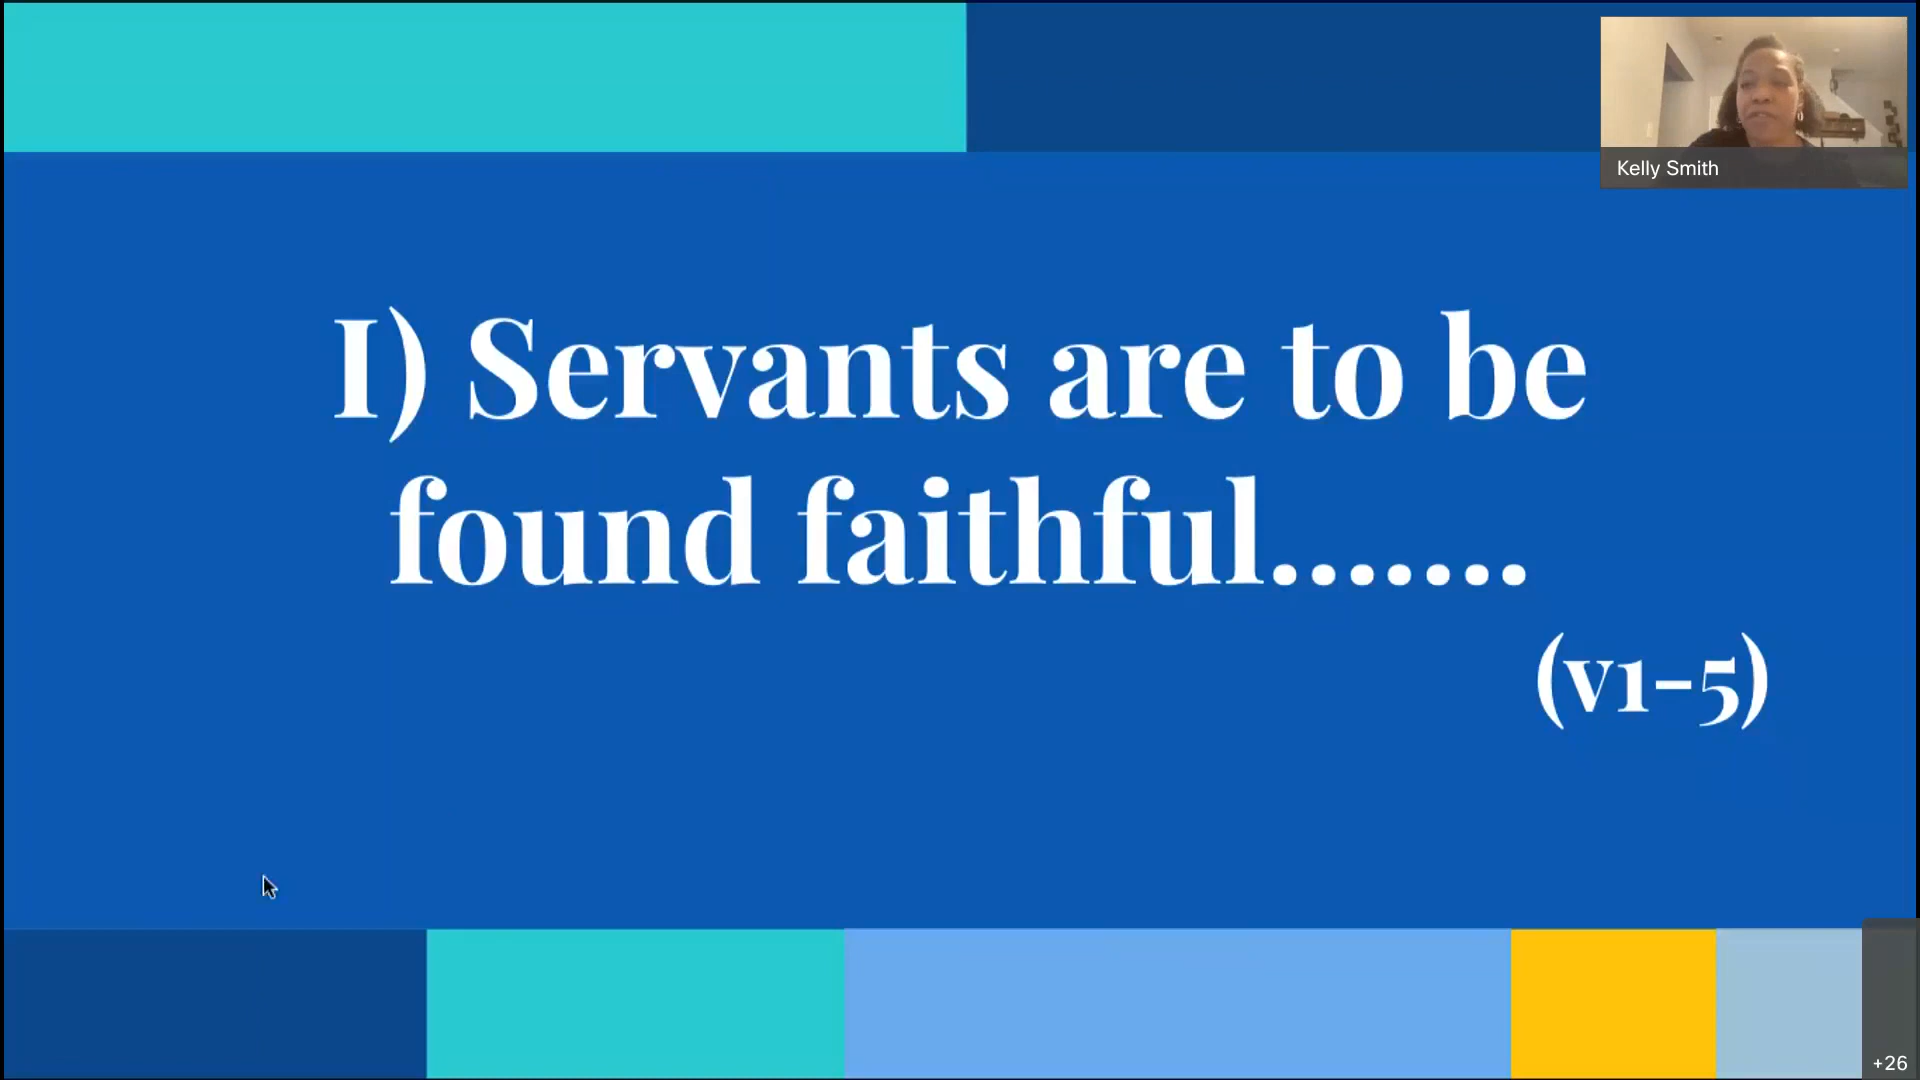 Kelly Smith
I) Servants are to be
found faithful.......
(v1-5)
+26